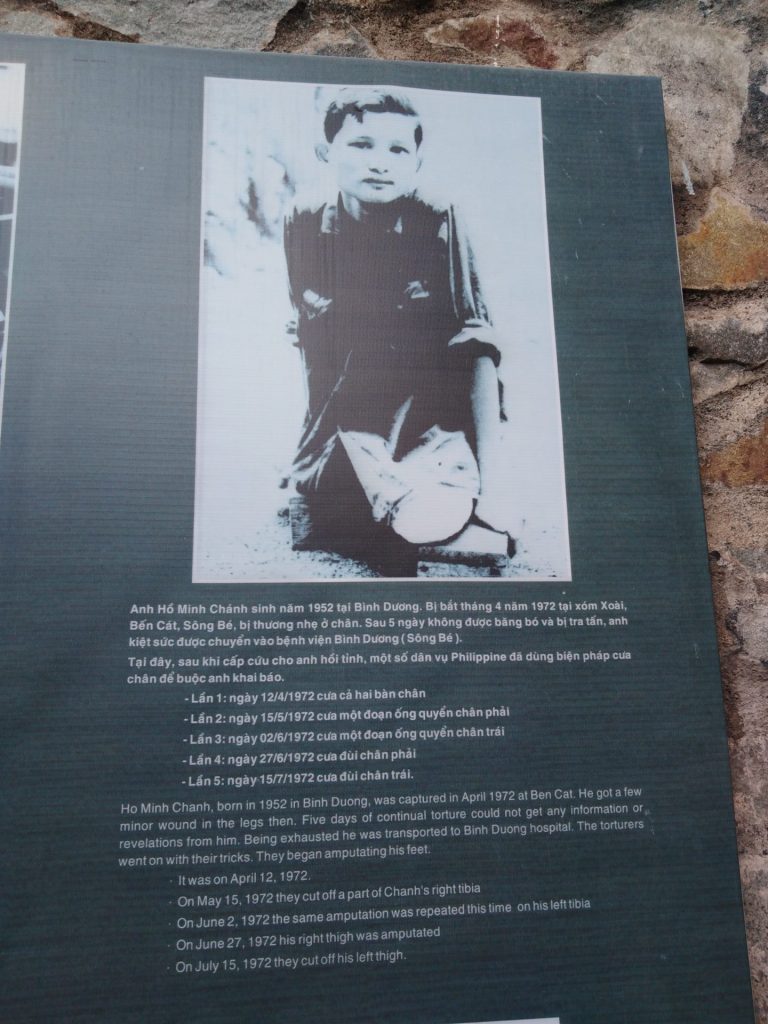 Anh Hồ Minh Chánh sinh năm 1952 tại Bình Dương. Bị bắt tháng 4 năm 1972 tại xóm Xoài,
Bến Cát, Sông Bé, bị thương nhẹ ở chân. Sau 5 ngày không được băng bó và bị tra tấn, anh
kiệt sức được chuyển vào bệnh viện Bình Dương ( Sông Bé ).
Tại đây, sau khi cấp cứu cho anh hồi tỉnh, một số dân vụ Philippine đã dùng biện pháp cưa
chân để buộc anh khai báo.
- Lần 1: ngày 12/4/1972 cưa cả hai bàn chân
- Lần 2: ngày 15/5/1972 cưa một đoạn ống quyển chân phải
- Lần 3: ngày 02/6/1972 cưa một đoạn ống quyển chân trái
- Lần 4: ngày 27/6/1972 cưa đùi chân phải
- Lần 5: ngày 15/7/1972 cưa đùi chân trái.
Ho Minh Chanh, born in 1952 in Binh Duong, was captured in April 1972 at Ben Cat. He got a few
minor wound in the legs then. Five days of continual torture could not get any information or
revelations from him. Being exhausted he was transported to Binh Duong hospital. The torturers
went on with their tricks. They began amputating his feet.
· It was on April 12, 1972.
· On May 15, 1972 they cut off a part of Chanh's right tibia
· On June 2, 1972 the same amputation was repeated this time on his left tibia
· On June 27, 1972 his right thigh was amputated
· On July 15, 1972 they cut off his left thigh.